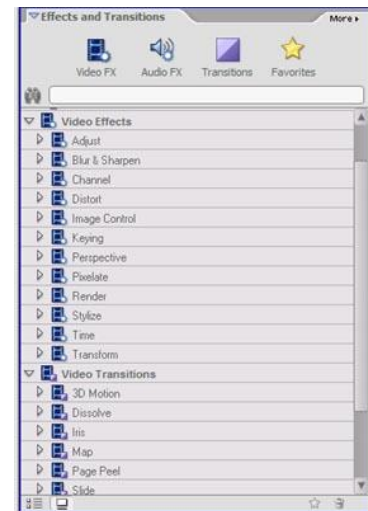 Effects and Transitions More
Video FX Audio FX Transitions Favorites
Video Effects
Adjust
Blur & Sharpen
Channel
Distort
Image Control
Keying
Perspective
Pixelate
Render
Stylize
Time
Transform
Video Transitions
3D Motion
Dissolve
Iris
Map
Page Peel
Slide